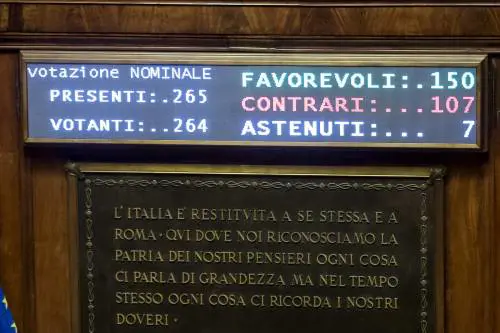 votazione NOMINALE
PRESENTI:.265
VOTANTI:..264
FAVOREVOLI:.150
CONTRARI:...107
ASTENUTI:... 7
L'ITALIA E' RESTITVITA A SE STESSA E A
ROMA · QVI DOVE NOI RICONOSCIAMO LA
PATRIA DEI NOSTRI PENSIERI OGNI COSA
CI PARLA DI GRANDEZZA MA NEL TEMPO
STESSO OGNI COSA CI RICORDA I NOSTRI
DOVERI ·